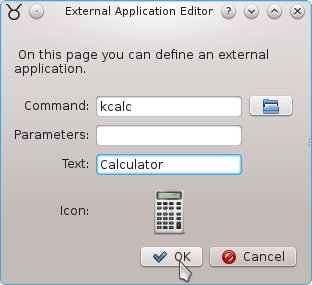 External Application Editor
On this page you can define an external
application.
Command: kcalc
Parameters:
Text: Calculator
Icon:
OK Cancel